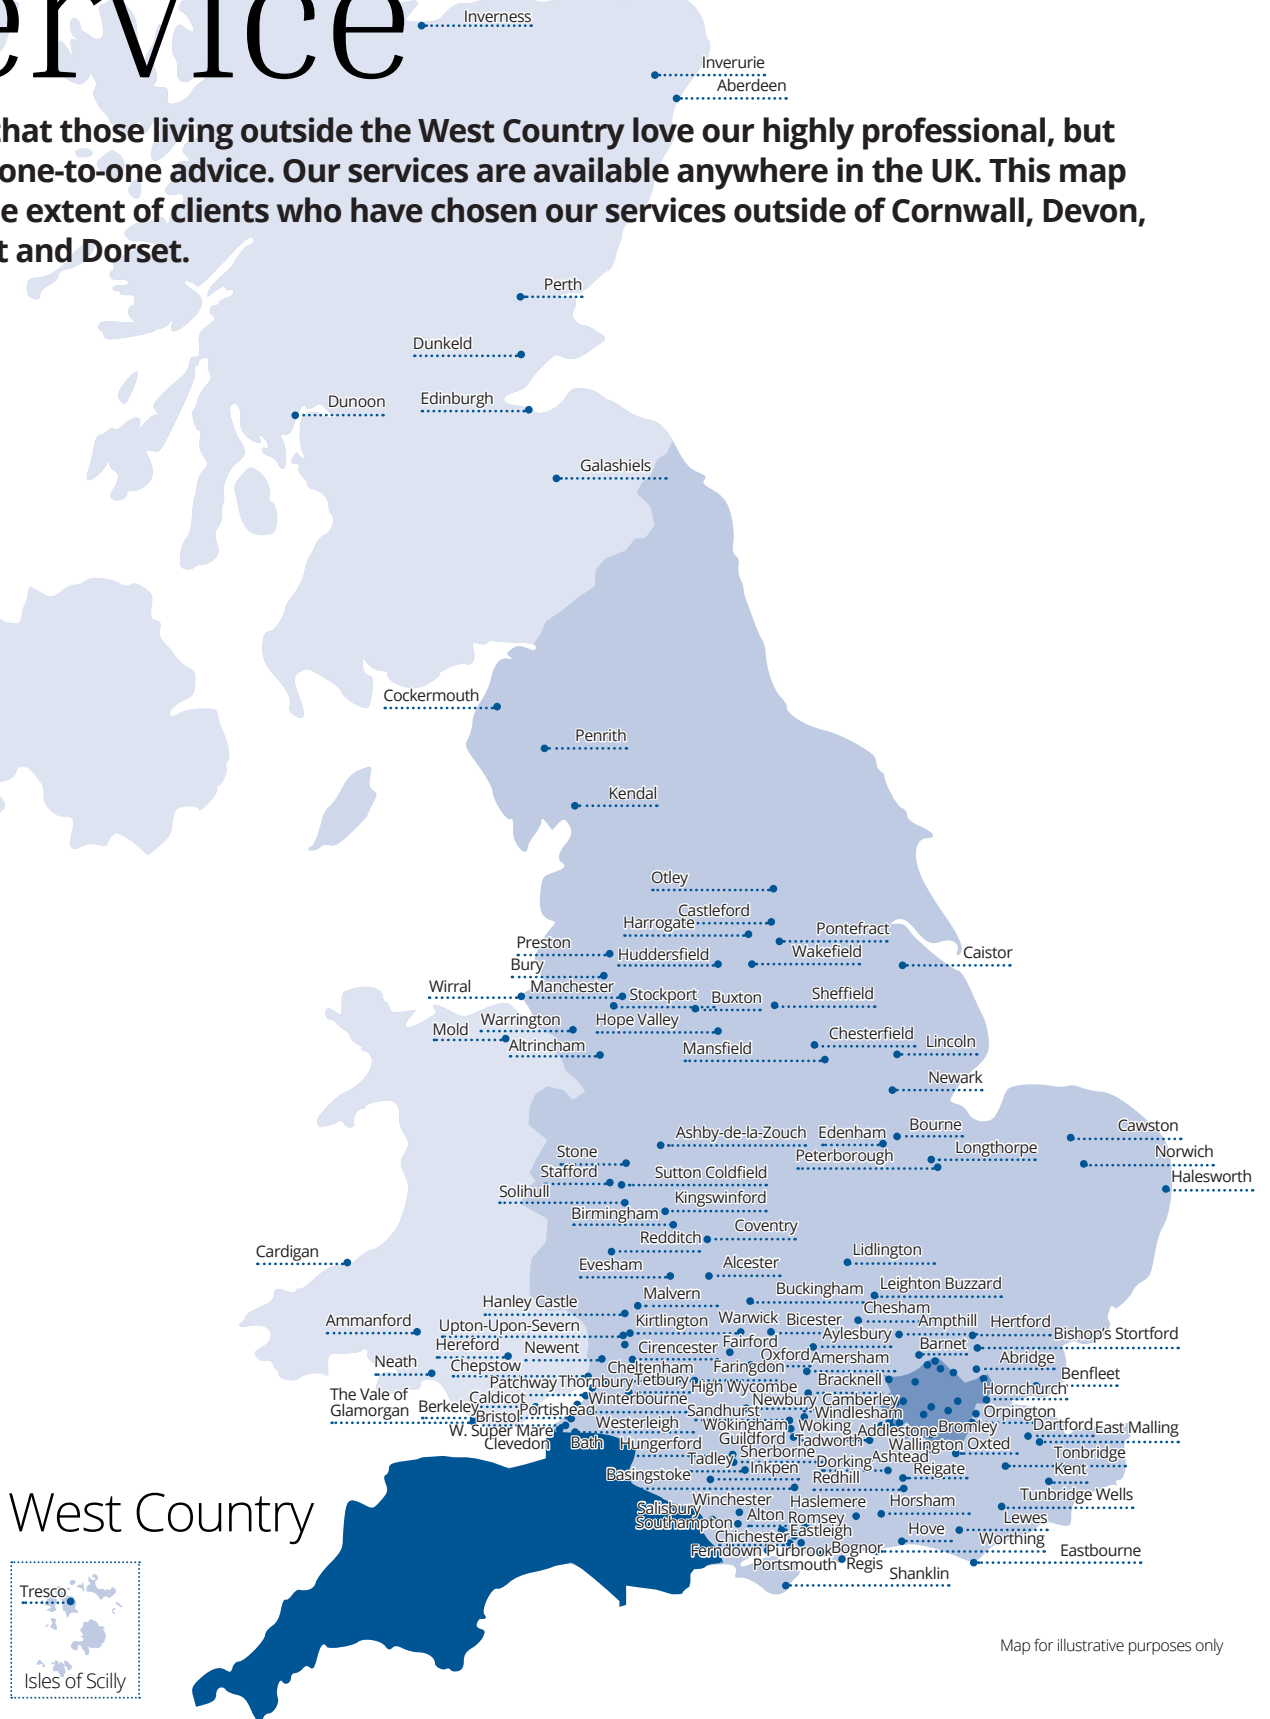 ervice
Inverness
Inverurie
Aberdeen
that those living outside the West Country love our highly professional, but
one-to-one advice. Our services are available anywhere in the UK. This map
e extent of clients who have chosen our services outside of Cornwall, Devon,
t and Dorset.
Perth
Dunkeld
Dunoon
Edinburgh
Galashiels
Cockermouth
Penrith
Kendal
Otley
Castleford
Harrogate
Pontefract
Preston
Huddersfield
Wakefield
Caistor
Bury
Wirral
Manchester
Stockport
Buxton
Sheffield
Mold
Warrington
Hope Valley
Altrincham
Mansfield
Chesterfield
Lincoln
Newark
Ashby-de-la-Zouch
Edenham
Bourne
Cawston
Stone
Peterborough
Longthorpe
Norwich
Stafford
Sutton Coldfield
Halesworth
Solihull
Kingswinford
Birmingham
Coventry
Redditch
Cardigan
Evesham
Alcester
Lidlington
Malvern
Buckingham
Leighton Buzzard
Hanley Castle
Chesham
Ammanford
Upton-Upon-Severn
Kirtlington
Warwick
Bicester
Ampthill
Hertford
Aylesbury
Bishop's Stortford
Hereford
Newent
Cirencester
Fairford
Barnet
Neath
Chepstow
Cheltenham
Faringdon
Oxford
Amersham
Abridge
Patchway
Thornbury
Tetbury
High Wycombe
Bracknell
Benfleet
The Vale of
Glamorgan
Caldicot
Winterbourne
Newbury
Camberley
Hornchurch
Berkeley
Bristol
Portishead
Sandhurst
Windlesham
Orpington
W. Super Mare
Westerleigh
Wokingham
Woking
Addlestone
Bromley
Dartford
East Malling
Clevedon
Bath
Hungerford
Guildford
Tadworth
Wallington
Oxted
Tadley
Sherborne
Dorking
Ashtead
Tonbridge
Basingstoke
Inkpen
Redhill
Reigate
Kent
Salisbury
Winchester
Haslemere
Horsham
Tunbridge Wells
Southampton
Alton
Romsey
Lewes
Chichester
Eastleigh
Hove
Worthing
Ferndown
Purbrook
Bognor
Regis
Eastbourne
Portsmouth
Shanklin
West Country
Tresco
Isles of Scilly
Map for illustrative purposes only